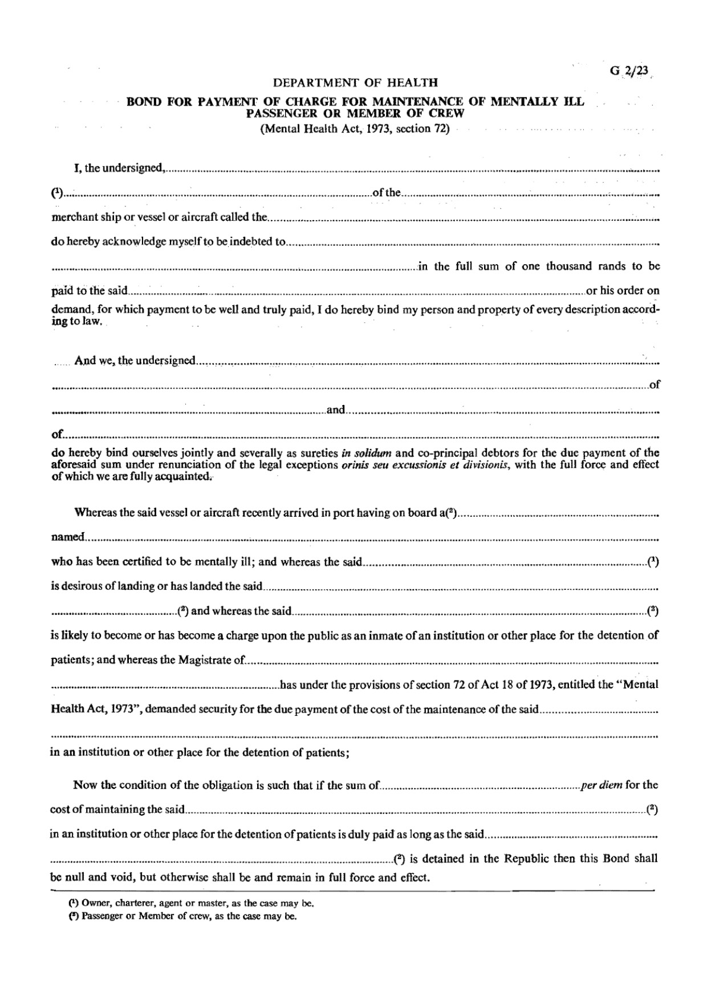 G 2/23
DEPARTMENT OF HEALTH
BOND FOR PAYMENT OF CHARGE FOR MAINTENANCE OF MENTALLY ILL
PASSENGER OR MEMBER OF CREW
(Mental Health Act, 1973, section 72)
I, the undersigned,
(¹) of the
merchant ship or vessel or aircraft called the
do hereby acknowledge myself to be indebted to
in the full sum of one thousand rands to be
paid to the said or his order on
demand, for which payment to be well and truly paid, I do hereby bind my person and property of every description accord-
ing to law.
And we, the undersigned
of
and
of
do hereby bind ourselves jointly and severally as sureties in solidum and co-principal debtors for the due payment of the
aforesaid sum under renunciation of the legal exceptions orinis seu excussionis et divisionis, with the full force and effect
of which we are fully acquainted.
Whereas the said vessel or aircraft recently arrived in port having on board a(²)
named
who has been certified to be mentally ill; and whereas the said (¹)
is desirous of landing or has landed the said
(²) and whereas the said (²)
is likely to become or has become a charge upon the public as an inmate of an institution or other place for the detention of
patients; and whereas the Magistrate of
has under the provisions of section 72 of Act 18 of 1973, entitled the “Mental
Health Act, 1973”, demanded security for the due payment of the cost of the maintenance of the said
in an institution or other place for the detention of patients;
Now the condition of the obligation is such that if the sum of per diem for the
cost of maintaining the said (²)
in an institution or other place for the detention of patients is duly paid as long as the said
(²) is detained in the Republic then this Bond shall
be null and void, but otherwise shall be and remain in full force and effect.
(¹) Owner, charterer, agent or master, as the case may be.
(²) Passenger or Member of crew, as the case may be.